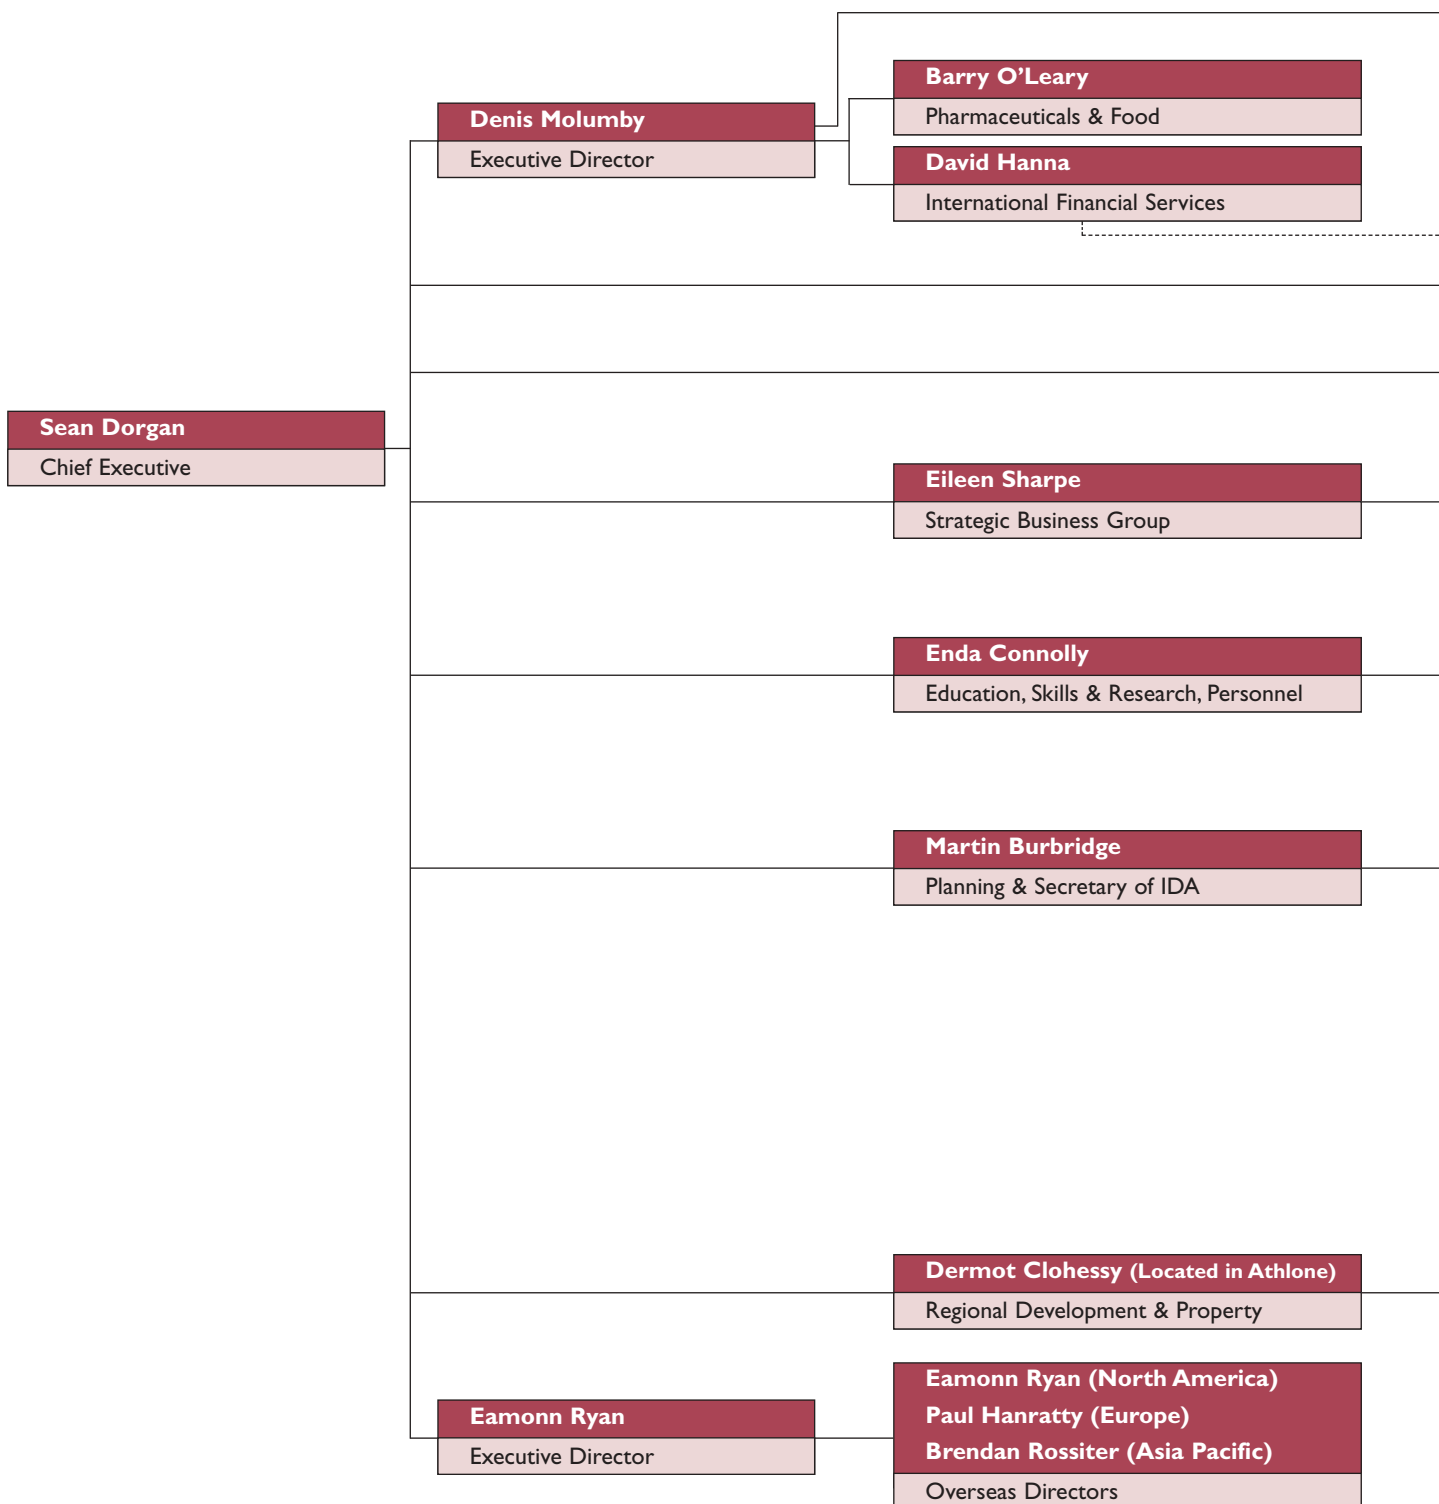 Barry O’Leary
Pharmaceuticals & Food
Denis Molumby
Executive Director
David Hanna
International Financial Services
Sean Dorgan
Chief Executive
Eileen Sharpe
Strategic Business Group
Enda Connolly
Education, Skills & Research, Personnel
Martin Burbridge
Planning & Secretary of IDA
Dermot Clohessy (Located in Athlone)
Regional Development & Property
Eamonn Ryan
Executive Director
Eamonn Ryan (North America)
Paul Hanratty (Europe)
Brendan Rossiter (Asia Pacific)
Overseas Directors